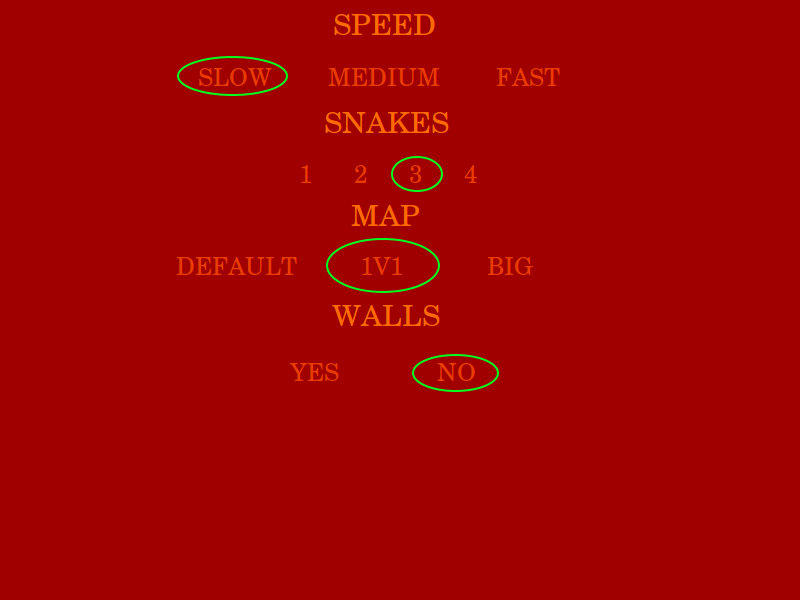 SPEED
SLOW MEDIUM FAST
SNAKES
1 2 3 4
MAP
DEFAULT 1V1 BIG
WALLS
YES NO